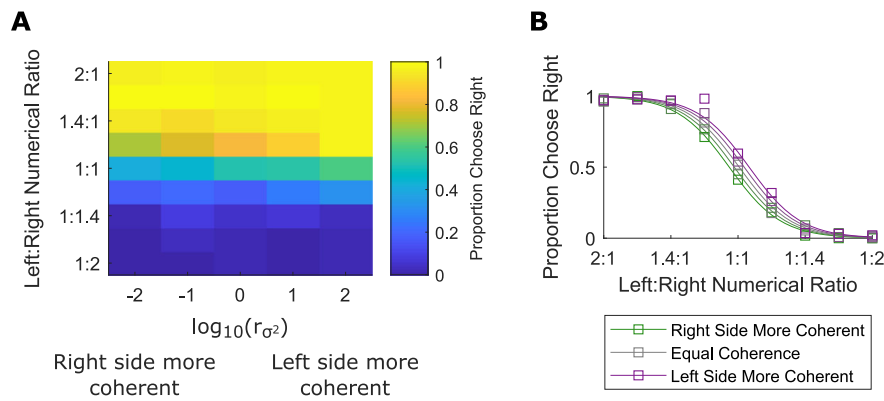 A
Left:Right Numerical Ratio
2:1
1.4:1
1:1
1:1.4
1:2
-2 -1 0 1 2
log₁₀(r_σ²)
Right side more
coherent
Left side more
coherent
1
0.8
0.6
0.4
0.2
0
Proportion Choose Right
B
Proportion Choose Right
1
0.5
0
2:1 1.4:1 1:1 1:1.4 1:2
Left:Right Numerical Ratio
Right Side More Coherent
Equal Coherence
Left Side More Coherent